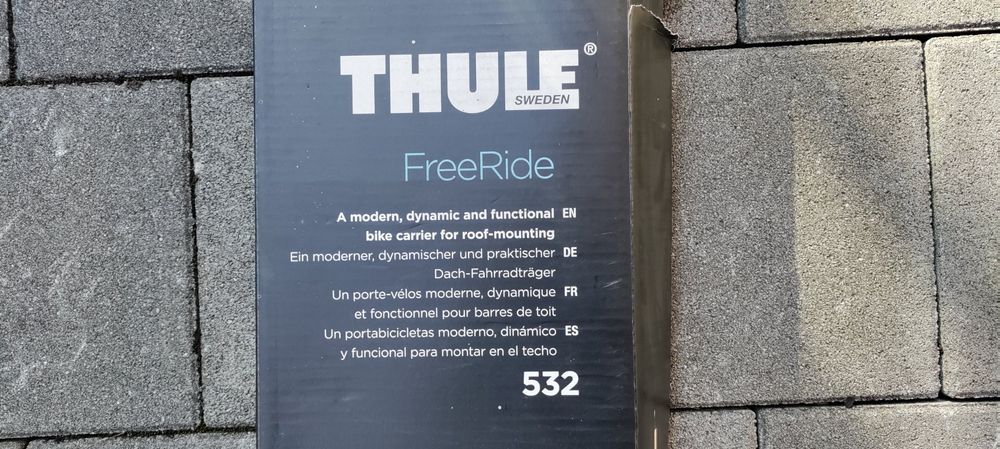 THULE®
SWEDEN
FreeRide
A modern, dynamic and functional EN
bike carrier for roof-mounting
Ein moderner, dynamischer und praktischer DE
Dach-Fahrradträger
Un porte-vélos moderne, dynamique FR
et fonctionnel pour barres de toit
Un portabicicletas moderno, dinámico ES
y funcional para montar en el techo
532